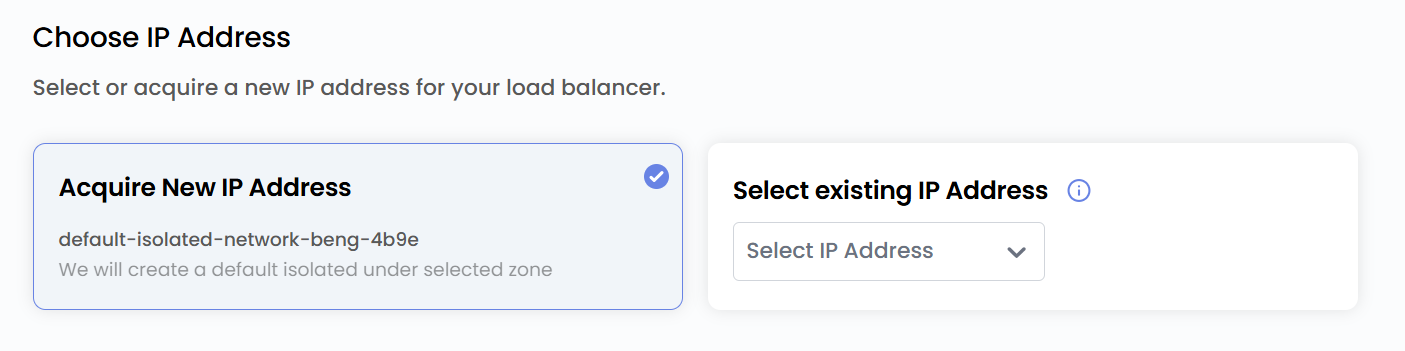 Choose IP Address
Select or acquire a new IP address for your load balancer.
Acquire New IP Address
default-isolated-network-beng-4b9e
We will create a default isolated under selected zone
Select existing IP Address
Select IP Address